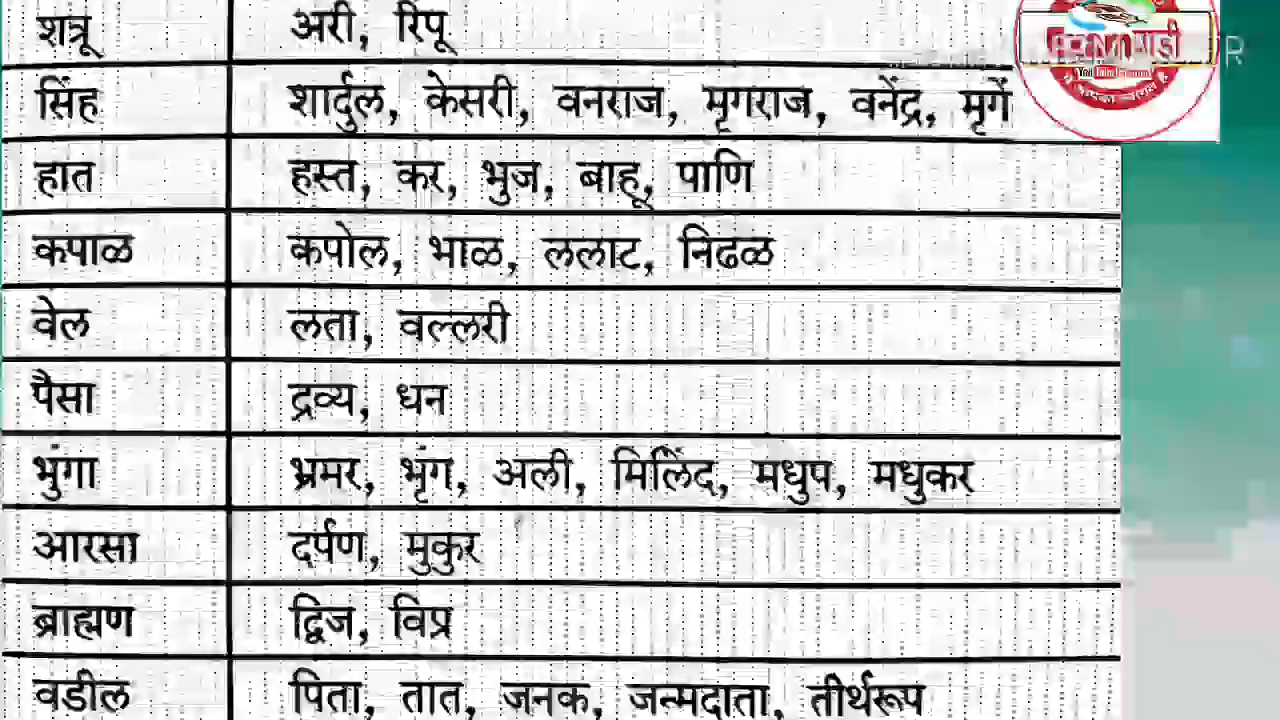 शत्रू अरी, रिपू
सिंह शार्दुल, केसरी, वनराज, मृगराज, वनेंद्र, मृगें
हात हस्त, कर, भुज, बाहू, पाणि
कपाळ कपोल, भाळ, ललाट, निढळ
वेल लता, वल्लरी
पैसा द्रव्य, धन
भुंगा भ्रमर, भृंग, अली, मिलिंद, मधुप, मधुकर
आरसा दर्पण, मुकुर
ब्राह्मण द्विज, विप्र
वडील पिता, तात, जनक, जन्मदाता, तीर्थरूप